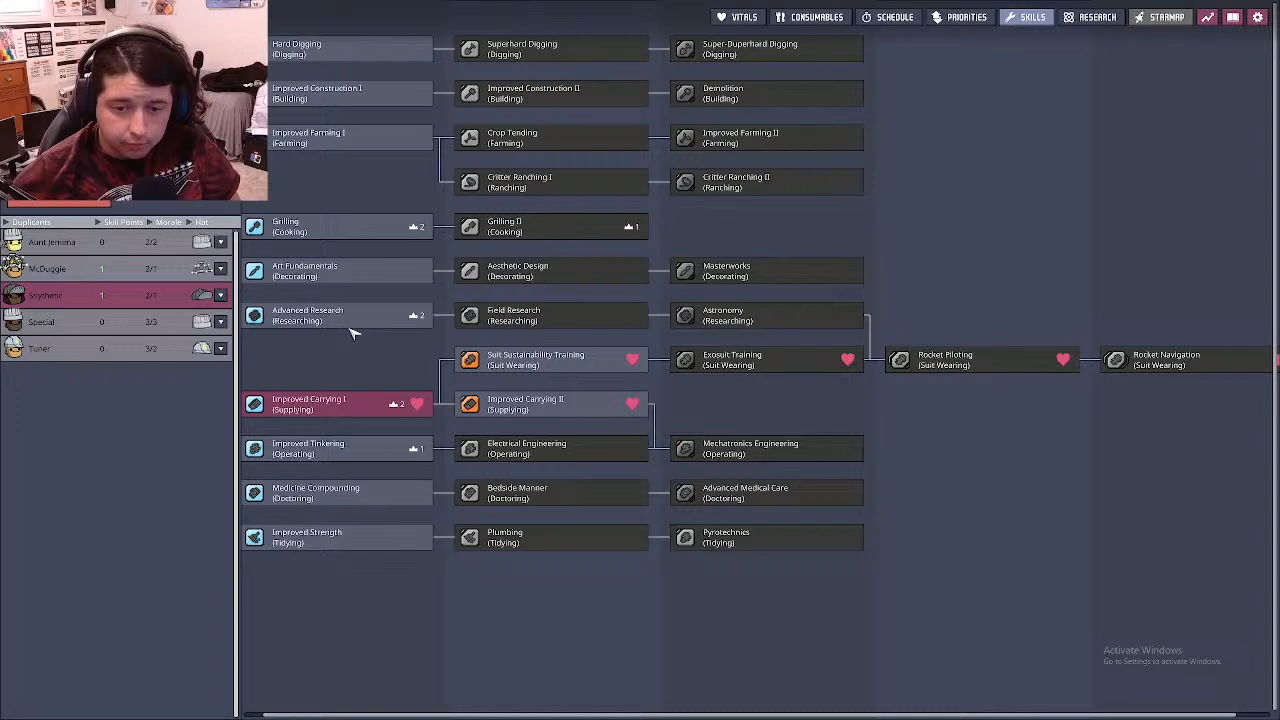 SCHEDULE
PRIORITIES
SKILLS
RESEARCH
STARMAP
Hard Digging
(Digging)
Super-Duperhard Digging
(Digging)
Super-Duperhard
(Digging)
Improved Construction I
(Building)
Improved Construction II
(Building)
Demolition
(Building)
Improved Farming I
(Farming)
Crop Tending
(Farming)
Improved Farming I
(Farming)
Critter Ranching I
(Ranching)
Critter Ranching II
(Ranching)
Duplicants
Skill Points
Morale
Hat
Grilling
(Cooking)
2
Grilling II
(Cooking)
1
Aunt Jemima
0
2/2
McDuggie
1
2/1
Art Fundamentals
(Decorating)
Aesthetic Design
(Decorating)
Masterworks
(Decorating)
1
2/1
Special
0
3/3
Advanced Research
(Researching)
2
Field Research
(Researching)
Astronomy
(Researching)
Tuner
0
3/2
Suit Sustainability Training
(Suit Wearing)
Exosuit Training
(Suit Wearing)
Rocket Piloting
(Suit Wearing)
Rocket Navigation
(Suit Wearing)
Improved Carrying I
(Supplying)
2
Improved Carrying II
(Supplying)
Improved Tinkering
(Operating)
1
Electrical Engineering
(Operating)
Mechatronics Engineering
(Operating)
Medicine Compounding
(Doctoring)
Bedside Manner
(Doctoring)
Advanced Medical Care
(Doctoring)
Improved Strength
(Tidying)
Plumbing
(Tidying)
Pyrotechnics
(Tidying)
Activate Windows
Go to Settings to activate Windows.